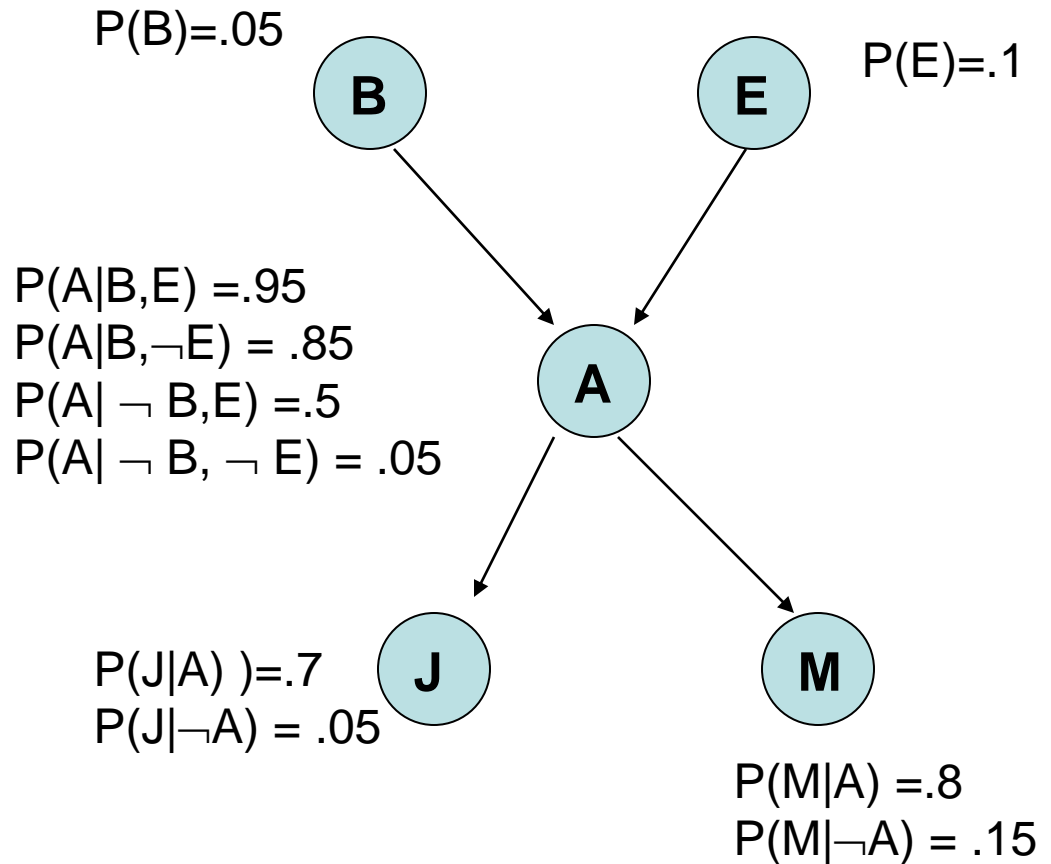 P(B)=.05
P(E)=.1
B
E
P(A|B,E) =.95
P(A|B,¬E) = .85
P(A| ¬ B,E) =.5
P(A| ¬ B, ¬ E) = .05
A
P(J|A) )=.7
P(J|¬A) = .05
J
M
P(M|A) =.8
P(M|¬A) = .15